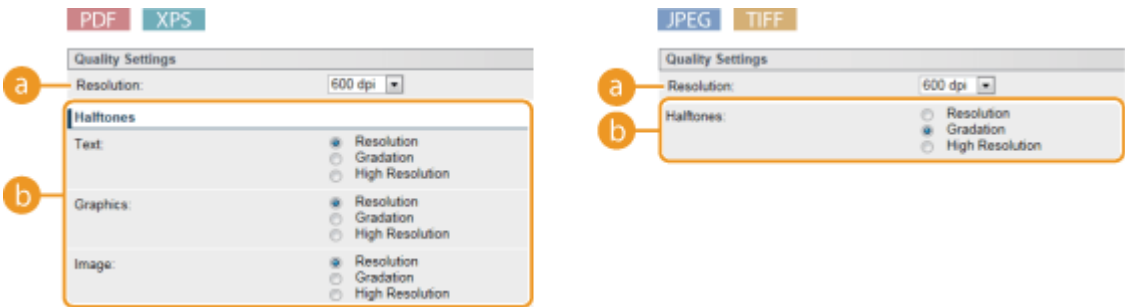 PDF XPS
Quality Settings
a Resolution: 600 dpi
b
Halftones
Text: Resolution
Gradation
High Resolution
Graphics: Resolution
Gradation
High Resolution
Image: Resolution
Gradation
High Resolution
JPEG TIFF
Quality Settings
a Resolution: 600 dpi
b Halftones: Resolution
Gradation
High Resolution